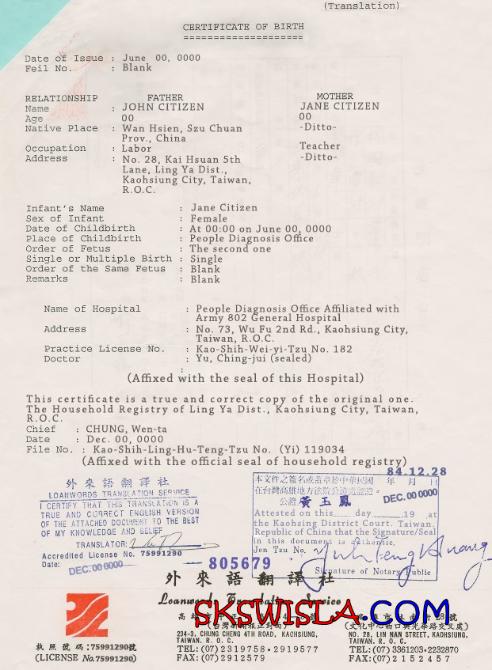 (Translation)
CERTIFICATE OF BIRTH
Date of Issue : June 00, 0000
Feil No. : Blank
RELATIONSHIP FATHER MOTHER
Name : JOHN CITIZEN JANE CITIZEN
Age 00 00
Native Place : Wan Hsien, Szu Chuan Prov., China -Ditto-
Occupation : Labor Teacher
Address : No. 28, Kai Hsuan 5th Lane, Ling Ya Dist., Kaohsiung City, Taiwan, R.O.C. -Ditto-
Infant's Name : Jane Citizen
Sex of Infant : Female
Date of Childbirth : At 00:00 on June 00, 0000
Place of Childbirth : People Diagnosis Office
Order of Fetus : The second one
Single or Multiple Birth : Single
Order of the Same Fetus : Blank
Remarks : Blank
Name of Hospital : People Diagnosis Office Affiliated with
Army 802 General Hospital
Address : No. 73, Wu Fu 2nd Rd., Kaohsiung City,
Taiwan, R.O.C.
Practice License No. : Kao-Shih-Wei-yi-Tzu No. 182
Doctor : Yu, Ching-jui (sealed)
:
(Affixed with the seal of this Hospital)
This certificate is a true and correct copy of the original one.
The Household Registry of Ling Ya Dist., Kaohsiung City, Taiwan,
R.O.C.
Chief : CHUNG, Wen-ta
Date : Dec. 00, 0000
File No. : Kao-Shih-Ling-Hu-Teng-Tzu No. (Yi) 119034
(Affixed with the official seal of household registry)
84.12.28
外來語翻譯社
LOANWORDS TRANSLATION SERVICE
I CERTIFY THAT THIS TRANSLATION IS A
TRUE AND CORRECT ENGLISH VERSION
OF THE ATTACHED DOCUMENT TO THE BEST
OF MY KNOWLEDGE AND BELIEF
TRANSLATOR:
Accredited License No. 75991290
Date: DEC. 00 0000
本文件之簽名或蓋章於中華民國 年 月 日
在台灣高雄地方法院公證處認證
公證 黃玉鳳
DEC. 00 0000
Attested on this day 19 at
the Kaohsing District Court. Taiwan,
Republic of China that the Signature/Seal
in this document is authentic.
Jen Tzu No.
Signature of Notary Public
805679
外來語翻譯社
Loanwords Translation Service
SKSWISLA.COM
234-3, CHUNG CHENG 4TH ROAD, KAOHSIUNG,
TAIWAN. R. O. C.
TEL:(07) 2319758•2919577
FAX:(07) 2912579
NO. 28, LIN NAN STREET, KAOHSIUNG,
TAIWAN. R. O. C.
TEL:(07) 3361203•2232870
FAX:(07) 2152457
執照號碼:75991290號
(LICENSE No.75991290)